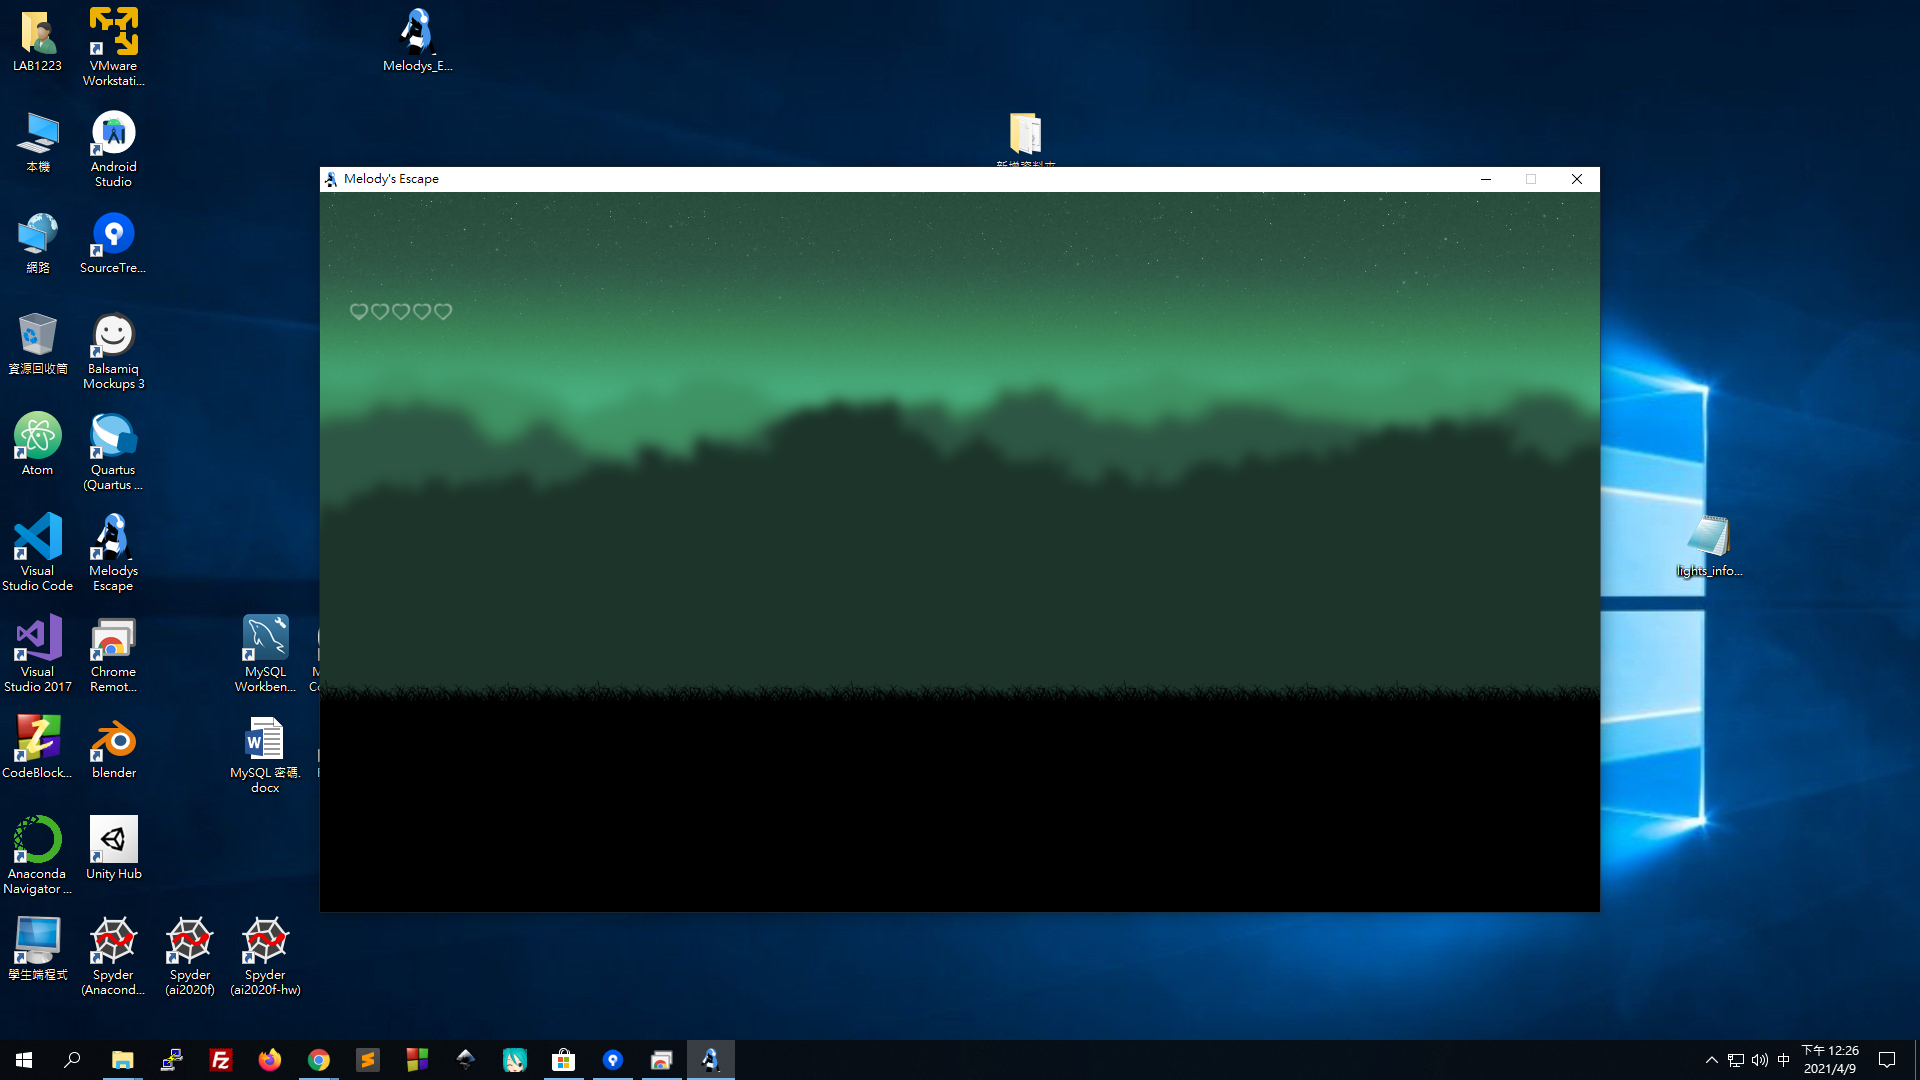 LAB1223
VMware
Workstati...
Melodys_E...
本機
Android
Studio
新增資料夾
Melody's Escape
網路
SourceTre...
資源回收筒
Balsamiq
Mockups 3
Atom
Quartus
(Quartus ...
Visual
Studio Code
Melodys
Escape
lights_info...
Visual
Studio 2017
Chrome
Remot...
MySQL
Workben...
CodeBlock...
blender
MySQL 密碼.
docx
Anaconda
Navigator ...
Unity Hub
學生端程式
Spyder
(Anacond...
Spyder
(ai2020f)
Spyder
(ai2020f-hw)
中
下午 12:26
2021/4/9